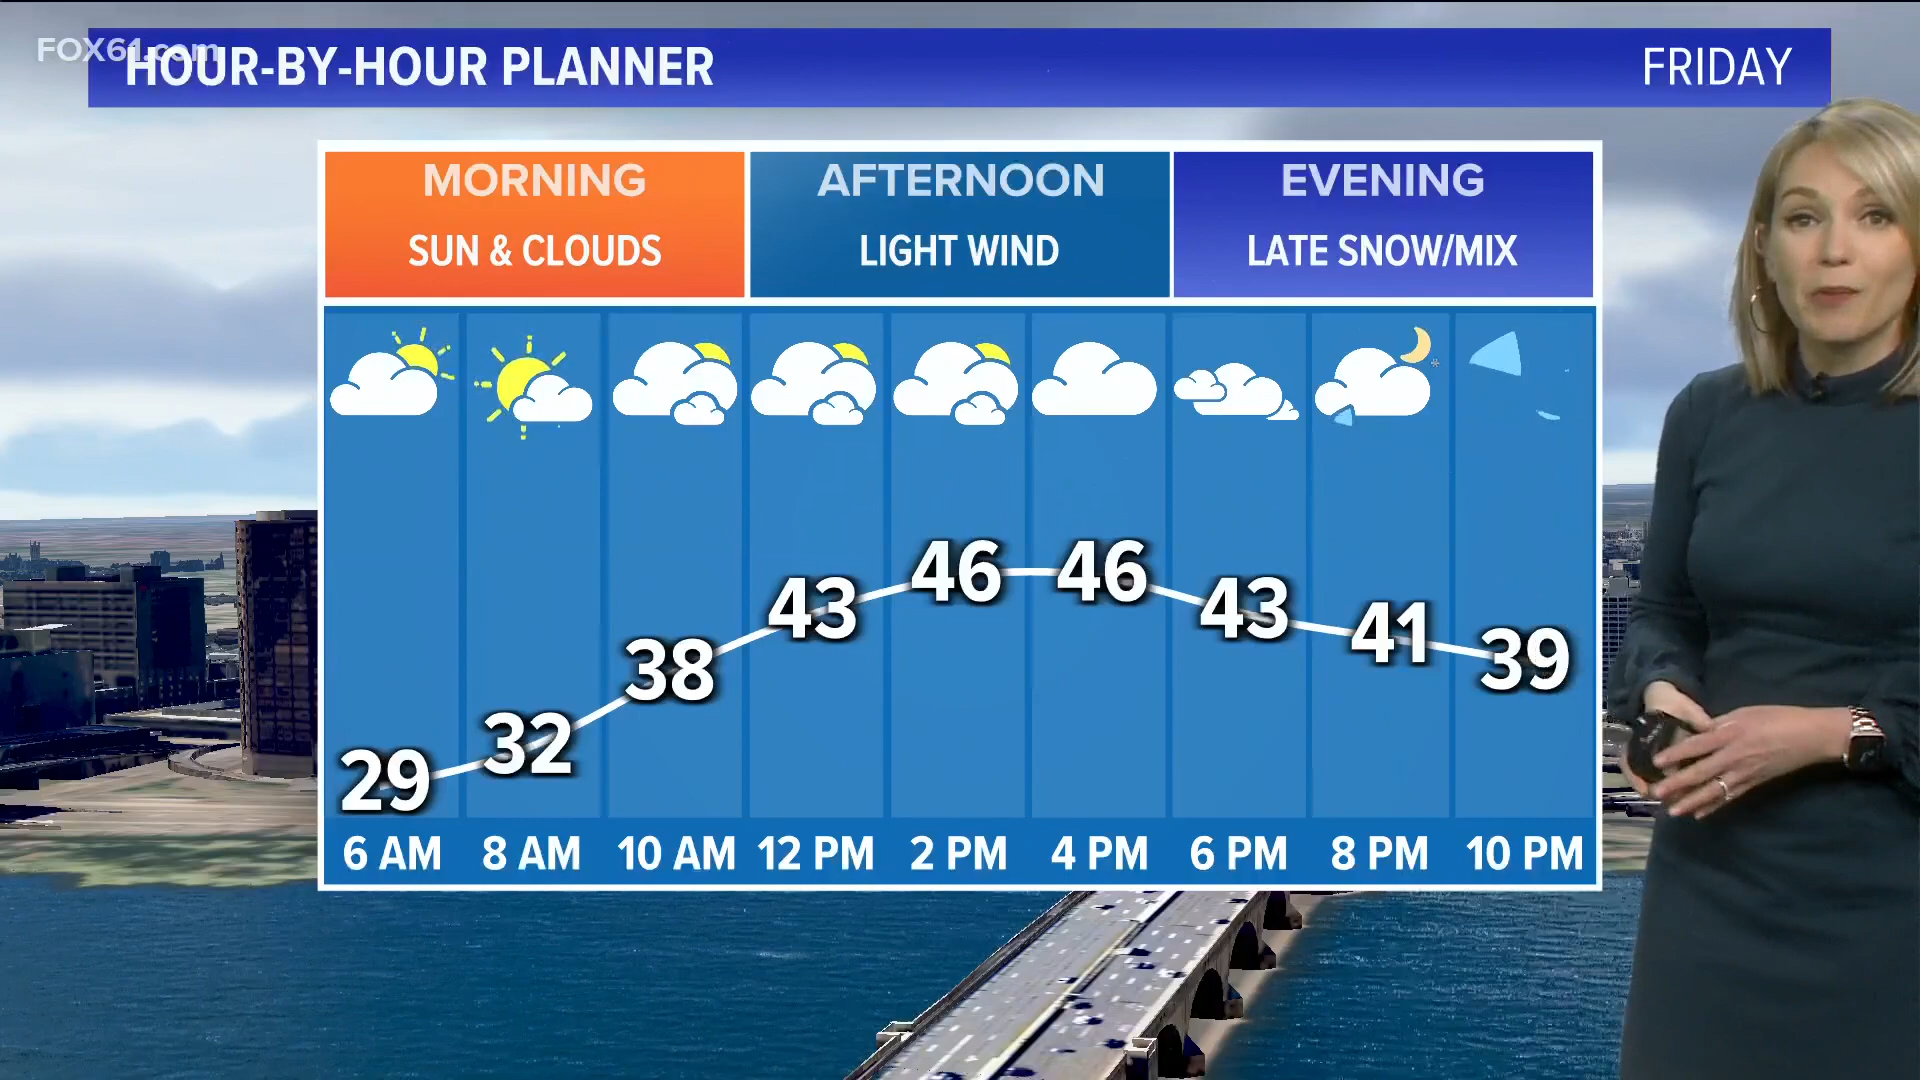 FOX61.com
HOUR-BY-HOUR PLANNER
FRIDAY
MORNING
SUN & CLOUDS
AFTERNOON
LIGHT WIND
EVENING
LATE SNOW/MIX
29 32 38 43 46 46 43 41 39
6 AM 8 AM 10 AM 12 PM 2 PM 4 PM 6 PM 8 PM 10 PM